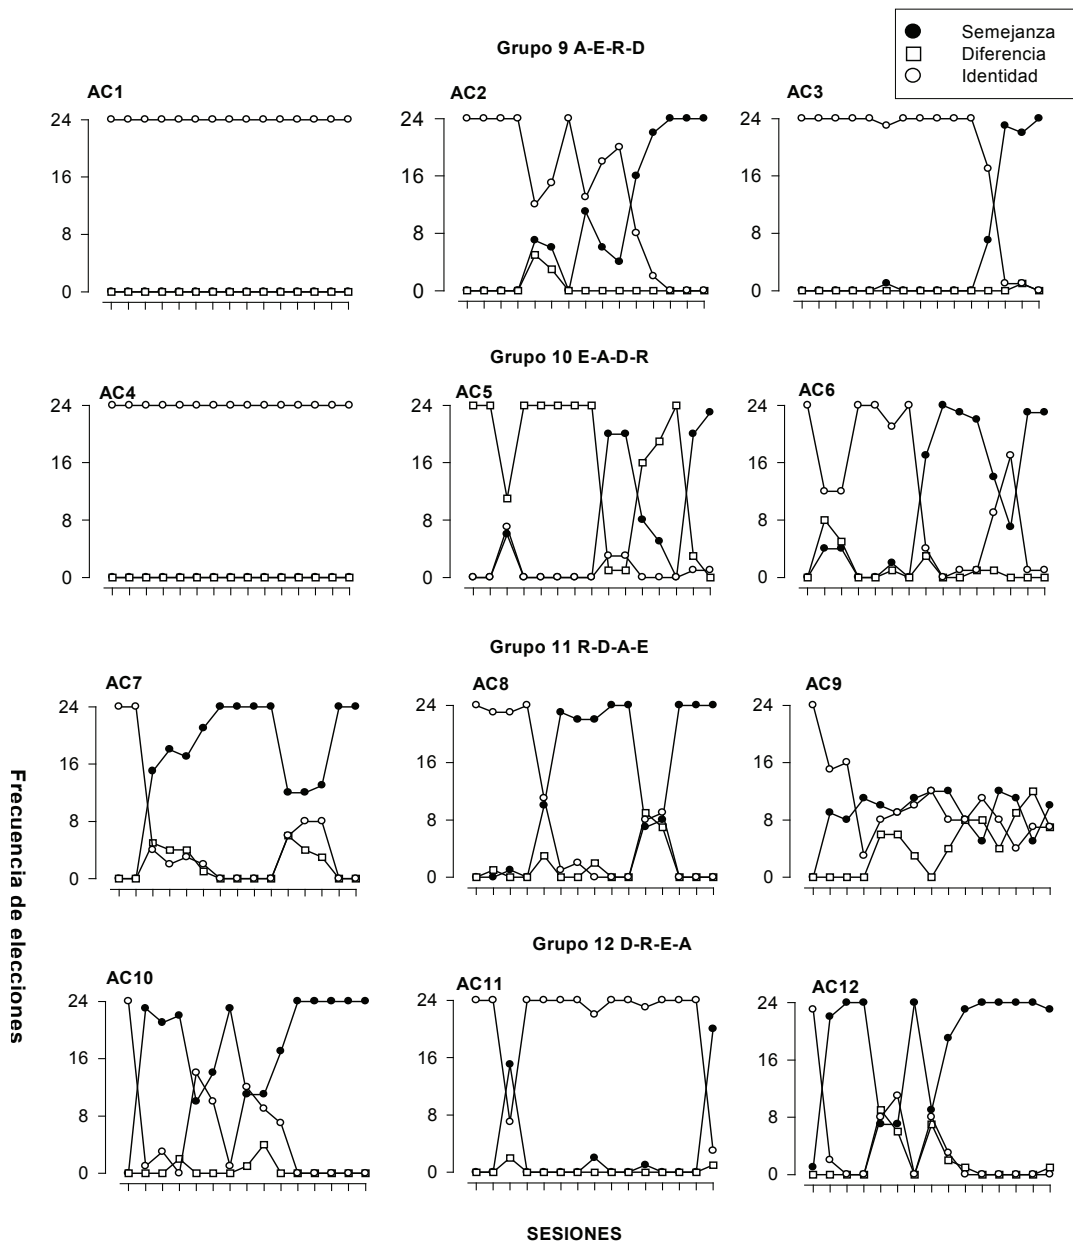 Semejanza
Diferencia
Identidad
Grupo 9 A-E-R-D
AC1
AC2
AC3
24
16
8
0
24
16
8
0
24
16
8
0
Grupo 10 E-A-D-R
AC4
AC5
AC6
24
16
8
0
24
16
8
0
24
16
8
0
Grupo 11 R-D-A-E
AC7
AC8
AC9
24
16
8
0
24
16
8
0
24
16
8
0
Grupo 12 D-R-E-A
AC10
AC11
AC12
24
16
8
0
24
16
8
0
24
16
8
0
Frecuencia de elecciones
SESIONES